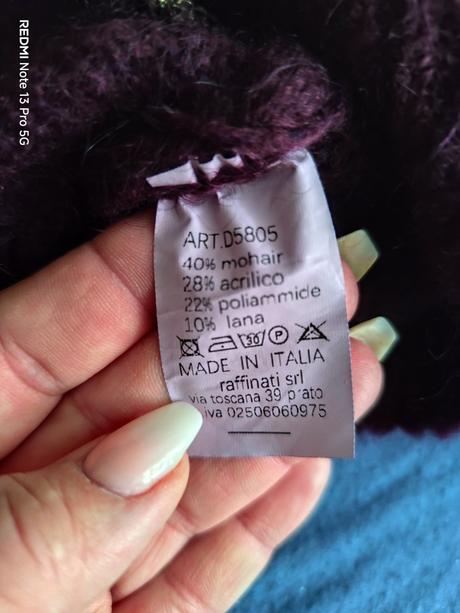 REDMI Note 13 Pro 5G
ART.D5805
40% mohair
28% acrilico
22% poliammide
10% lana
30 P
MADE IN ITALIA
raffinati srl
via toscana 39 prato
iva 02506060975